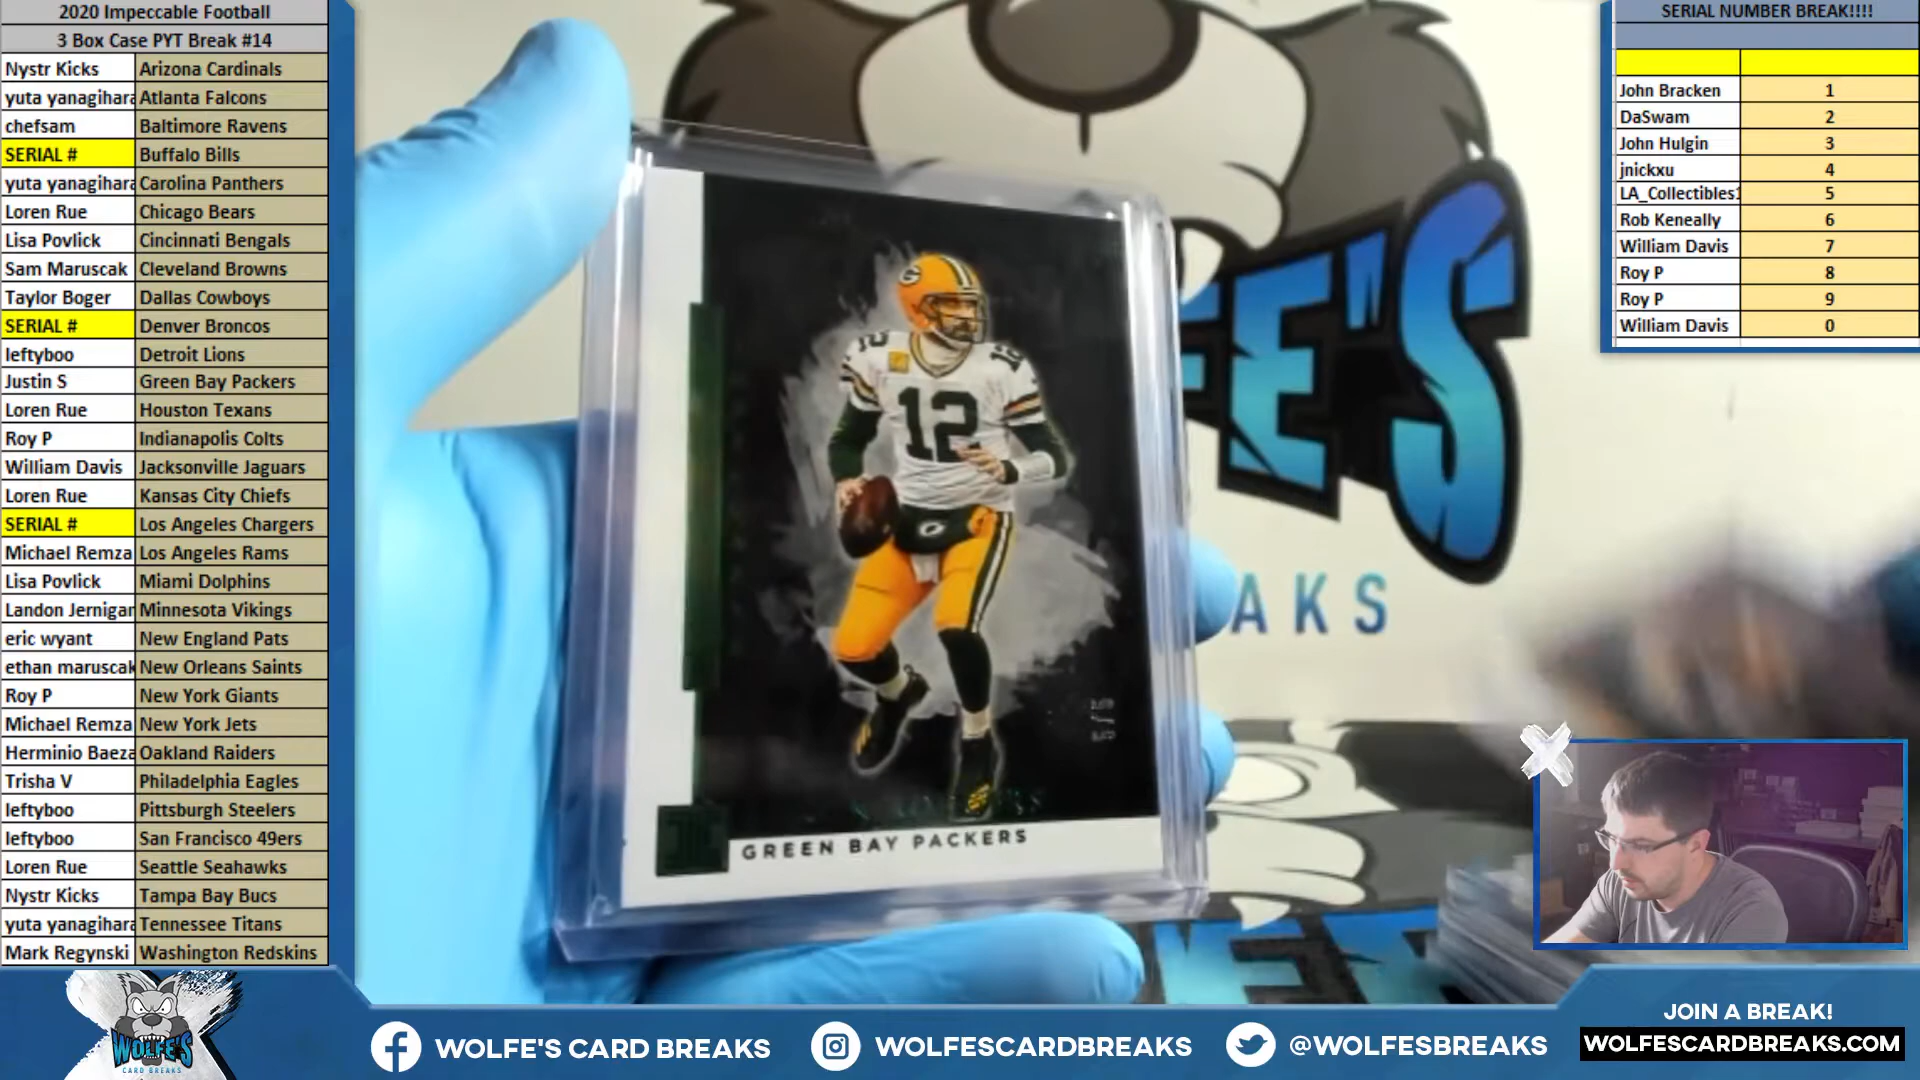 2020 Impeccable Football
3 Box Case PYT Break #14
Nystr Kicks Arizona Cardinals
yuta yanagihara Atlanta Falcons
chefsam Baltimore Ravens
SERIAL # Buffalo Bills
yuta yanagihara Carolina Panthers
Loren Rue Chicago Bears
Lisa Povlick Cincinnati Bengals
Sam Maruscak Cleveland Browns
Taylor Boger Dallas Cowboys
SERIAL # Denver Broncos
leftyboo Detroit Lions
Justin S Green Bay Packers
Loren Rue Houston Texans
Roy P Indianapolis Colts
William Davis Jacksonville Jaguars
Loren Rue Kansas City Chiefs
SERIAL # Los Angeles Chargers
Michael Remza Los Angeles Rams
Lisa Povlick Miami Dolphins
Landon Jernigan Minnesota Vikings
eric wyant New England Pats
ethan maruscak New Orleans Saints
Roy P New York Giants
Michael Remza New York Jets
Herminio Baeza Oakland Raiders
Trisha V Philadelphia Eagles
leftyboo Pittsburgh Steelers
leftyboo San Francisco 49ers
Loren Rue Seattle Seahawks
Nystr Kicks Tampa Bay Bucs
yuta yanagihara Tennessee Titans
Mark Regynski Washington Redskins
WOLFE'S
CARD BREAKS
G
12 12
12
G
GREEN BAY PACKERS
FE'S
AKS
SERIAL NUMBER BREAK!!!!
John Bracken 1
DaSwam 2
John Hulgin 3
jnickxu 4
LA_Collectibles1 5
Rob Keneally 6
William Davis 7
Roy P 8
Roy P 9
William Davis 0
WOLFE'S CARD BREAKS
WOLFESCARDBREAKS
@WOLFESBREAKS
JOIN A BREAK!
WOLFESCARDBREAKS.COM